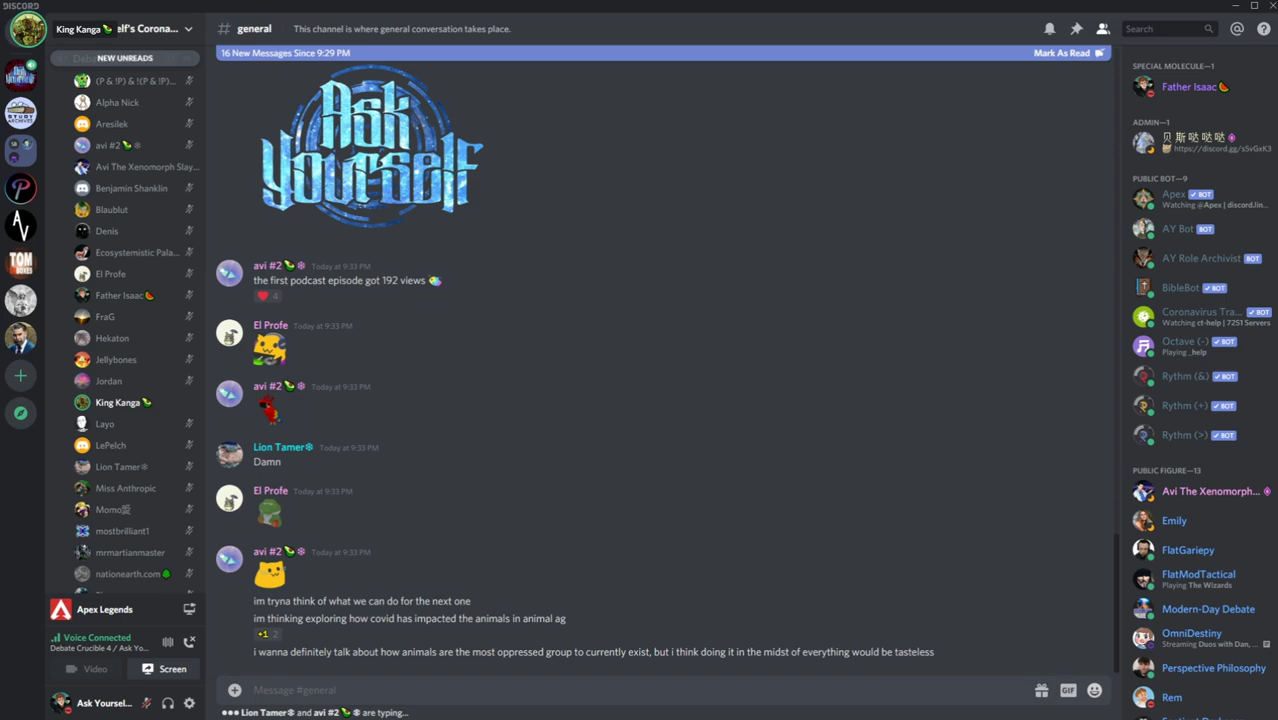 DISCORD
King Kanga
elf's Corona...
# general
This channel is where general conversation takes place.
Search
16 New Messages Since 9:29 PM
Mark As Read
NEW UNREADS
(P & !P) & !(P & !P)...
Alpha Nick
Aresilek
avi #2
Avi The Xenomorph Slay...
Benjamin Shanklin
Blaublut
Denis
Ecosystemistic Pala...
El Profe
Father Isaac
FraG
Hekaton
Jellybones
Jordan
King Kanga
Layo
LePelch
Lion Tamer
Miss Anthropic
Momo愛
mostbrilliant1
mrmartianmaster
nationearth.com
Apex Legends
Voice Connected
Debate Crucible 4 / Ask Yo...
Video
Screen
Ask Yoursel...
STUDY ARCHIVES
AV
TOM BOXES
Ask
Yourself
avi #2 Today at 9:33 PM
the first podcast episode got 192 views
4
El Profe Today at 9:33 PM
avi #2 Today at 9:33 PM
Lion Tamer Today at 9:33 PM
Damn
El Profe Today at 9:33 PM
avi #2 Today at 9:33 PM
im tryna think of what we can do for the next one
im thinking exploring how covid has impacted the animals in animal ag
+1 2
i wanna definitely talk about how animals are the most oppressed group to currently exist, but i think doing it in the midst of everything would be tasteless
Message #general
GIF
Lion Tamer and avi #2 are typing...
SPECIAL MOLECULE—1
Father Isaac
ADMIN—1
贝斯哒哒哒
https://discord.gg/s5vGxK3
PUBLIC BOT—9
Apex BOT
Watching @Apex | discord.lin...
AY Bot BOT
AY Role Archivist BOT
BibleBot BOT
Coronavirus Tra... BOT
Watching ct-help | 7251 Servers
Octave (-) BOT
Playing _help
Rythm (&) BOT
Rythm (+) BOT
Rythm (>) BOT
PUBLIC FIGURE—13
Avi The Xenomorph...
Emily
FlatGariepy
FlatModTactical
Playing The Wizards
Modern-Day Debate
OmniDestiny
Streaming Duos with Dan, ...
Perspective Philosophy
Rem